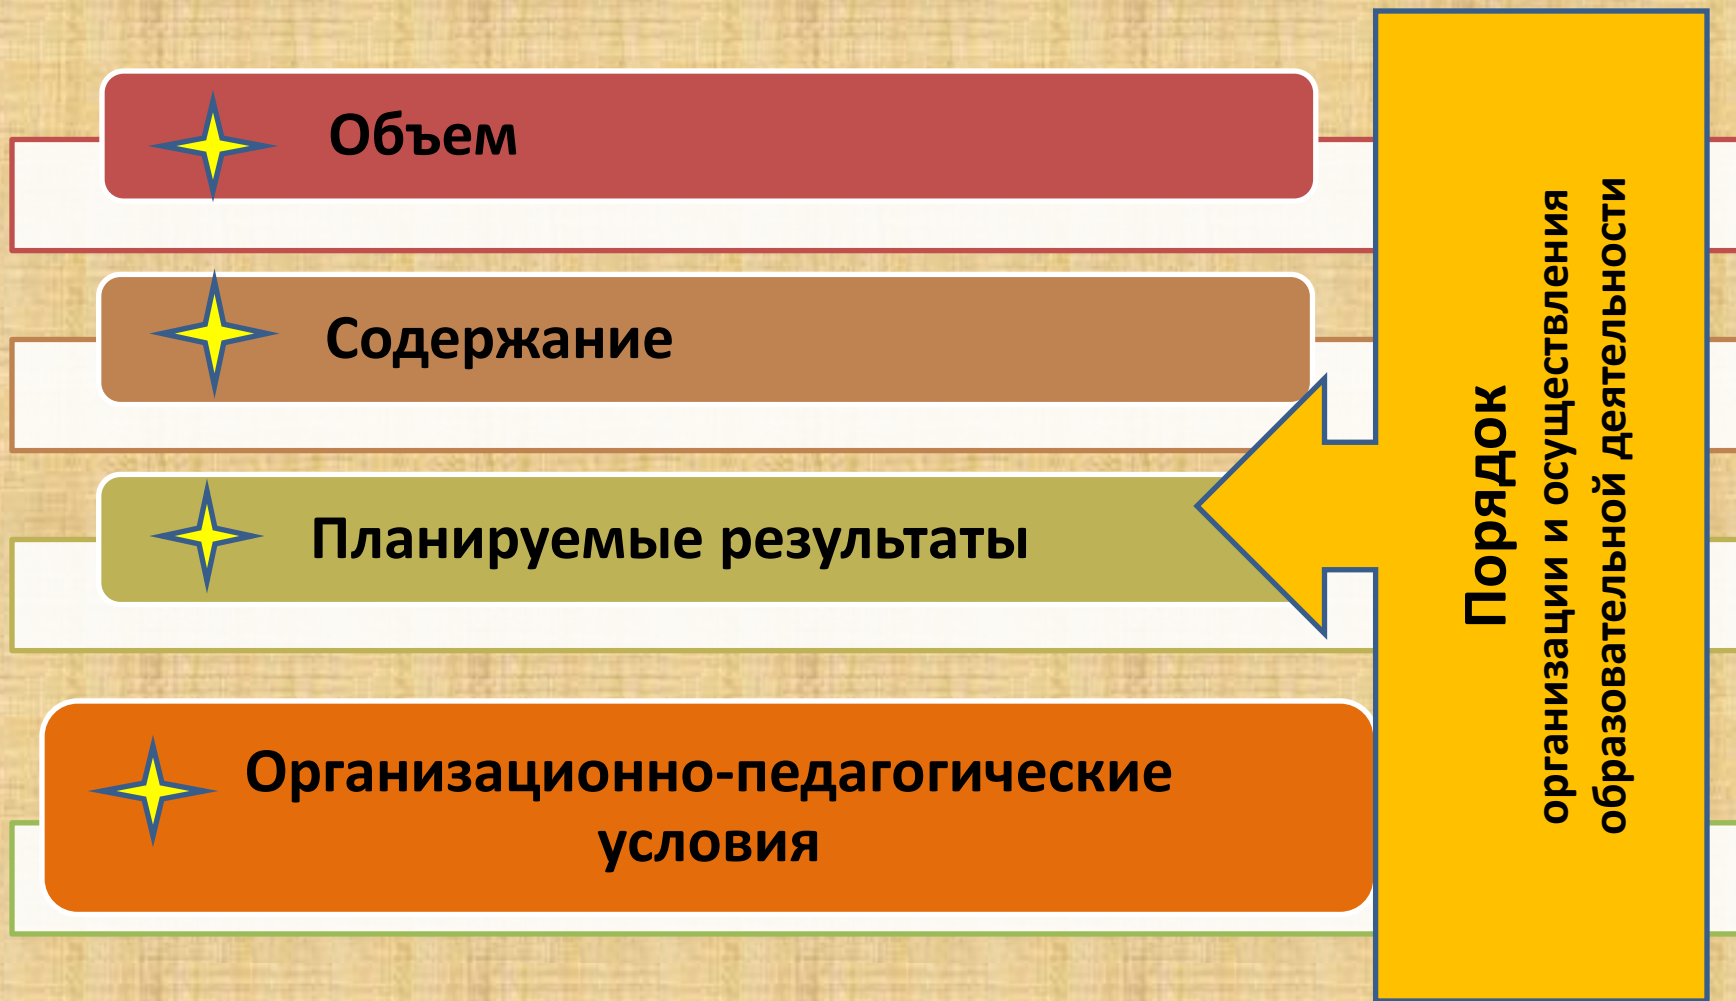 Объем
Содержание
Планируемые результаты
Организационно-педагогические
условия
Порядок
организации и осуществления
образовательной деятельности